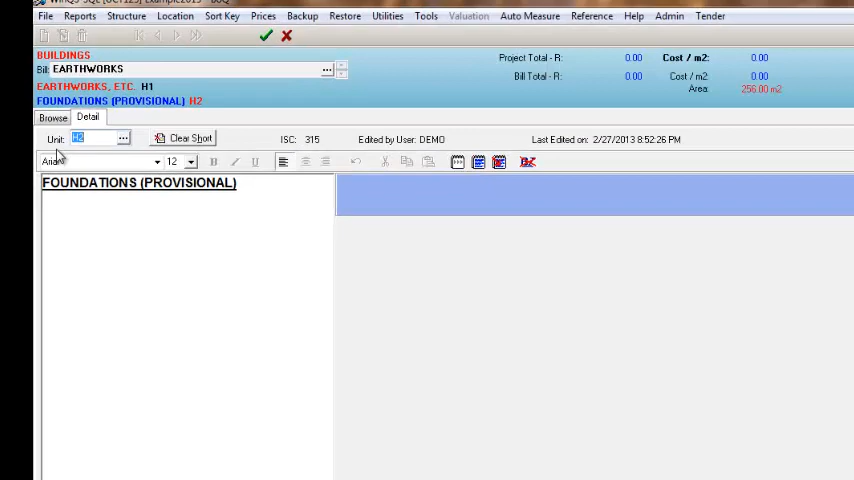 File Reports Structure Location Sort Key Prices Backup Restore Utilities Tools Valuation Auto Measure Reference Help Admin Tender
BUILDINGS
Bill: EARTHWORKS ...
EARTHWORKS, ETC. H1
FOUNDATIONS (PROVISIONAL) H2
Project Total - R: 0.00 Cost / m2: 0.00
Bill Total - R: 0.00 Cost / m2: 0.00
Area: 256.00 m2
Browse Detail
Unit: H2 ... Clear Short ISC: 315 Edited by User: DEMO Last Edited on: 2/27/2013 8:52:26 PM
Arial 12 B I U
FOUNDATIONS (PROVISIONAL)